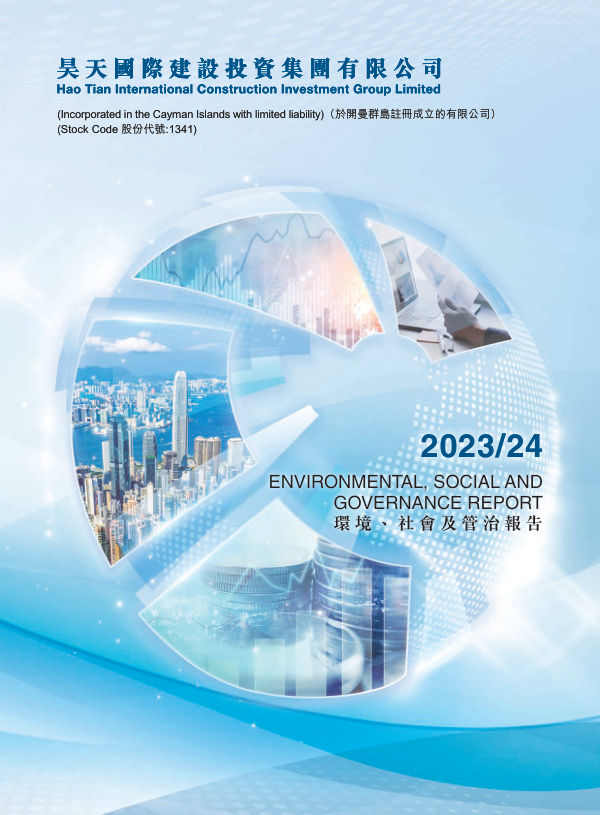 昊天國際建設投資集團有限公司
Hao Tian International Construction Investment Group Limited
(Incorporated in the Cayman Islands with limited liability)（於開曼群島註冊成立的有限公司）
(Stock Code 股份代號:1341)
2023/24
ENVIRONMENTAL, SOCIAL AND
GOVERNANCE REPORT
環境、社會及管治報告